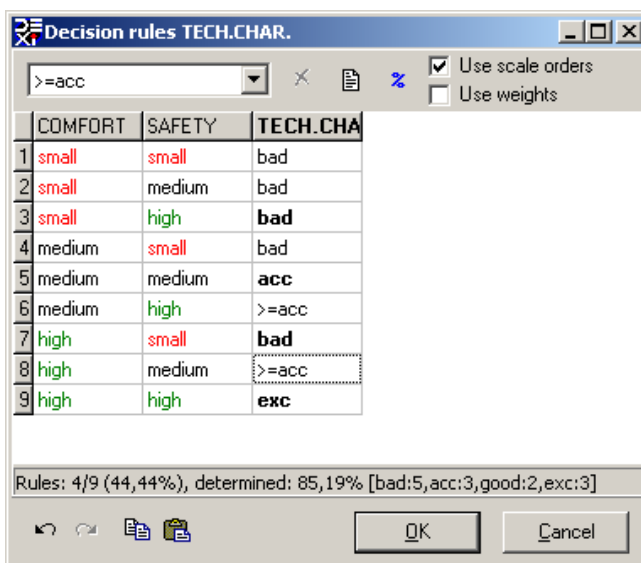 Decision rules TECH.CHAR.
>=acc
%
Use scale orders
Use weights
COMFORT SAFETY TECH.CHA
1 small small bad
2 small medium bad
3 small high bad
4 medium small bad
5 medium medium acc
6 medium high >=acc
7 high small bad
8 high medium >=acc
9 high high exc
Rules: 4/9 (44,44%), determined: 85,19% [bad:5,acc:3,good:2,exc:3]
OK Cancel